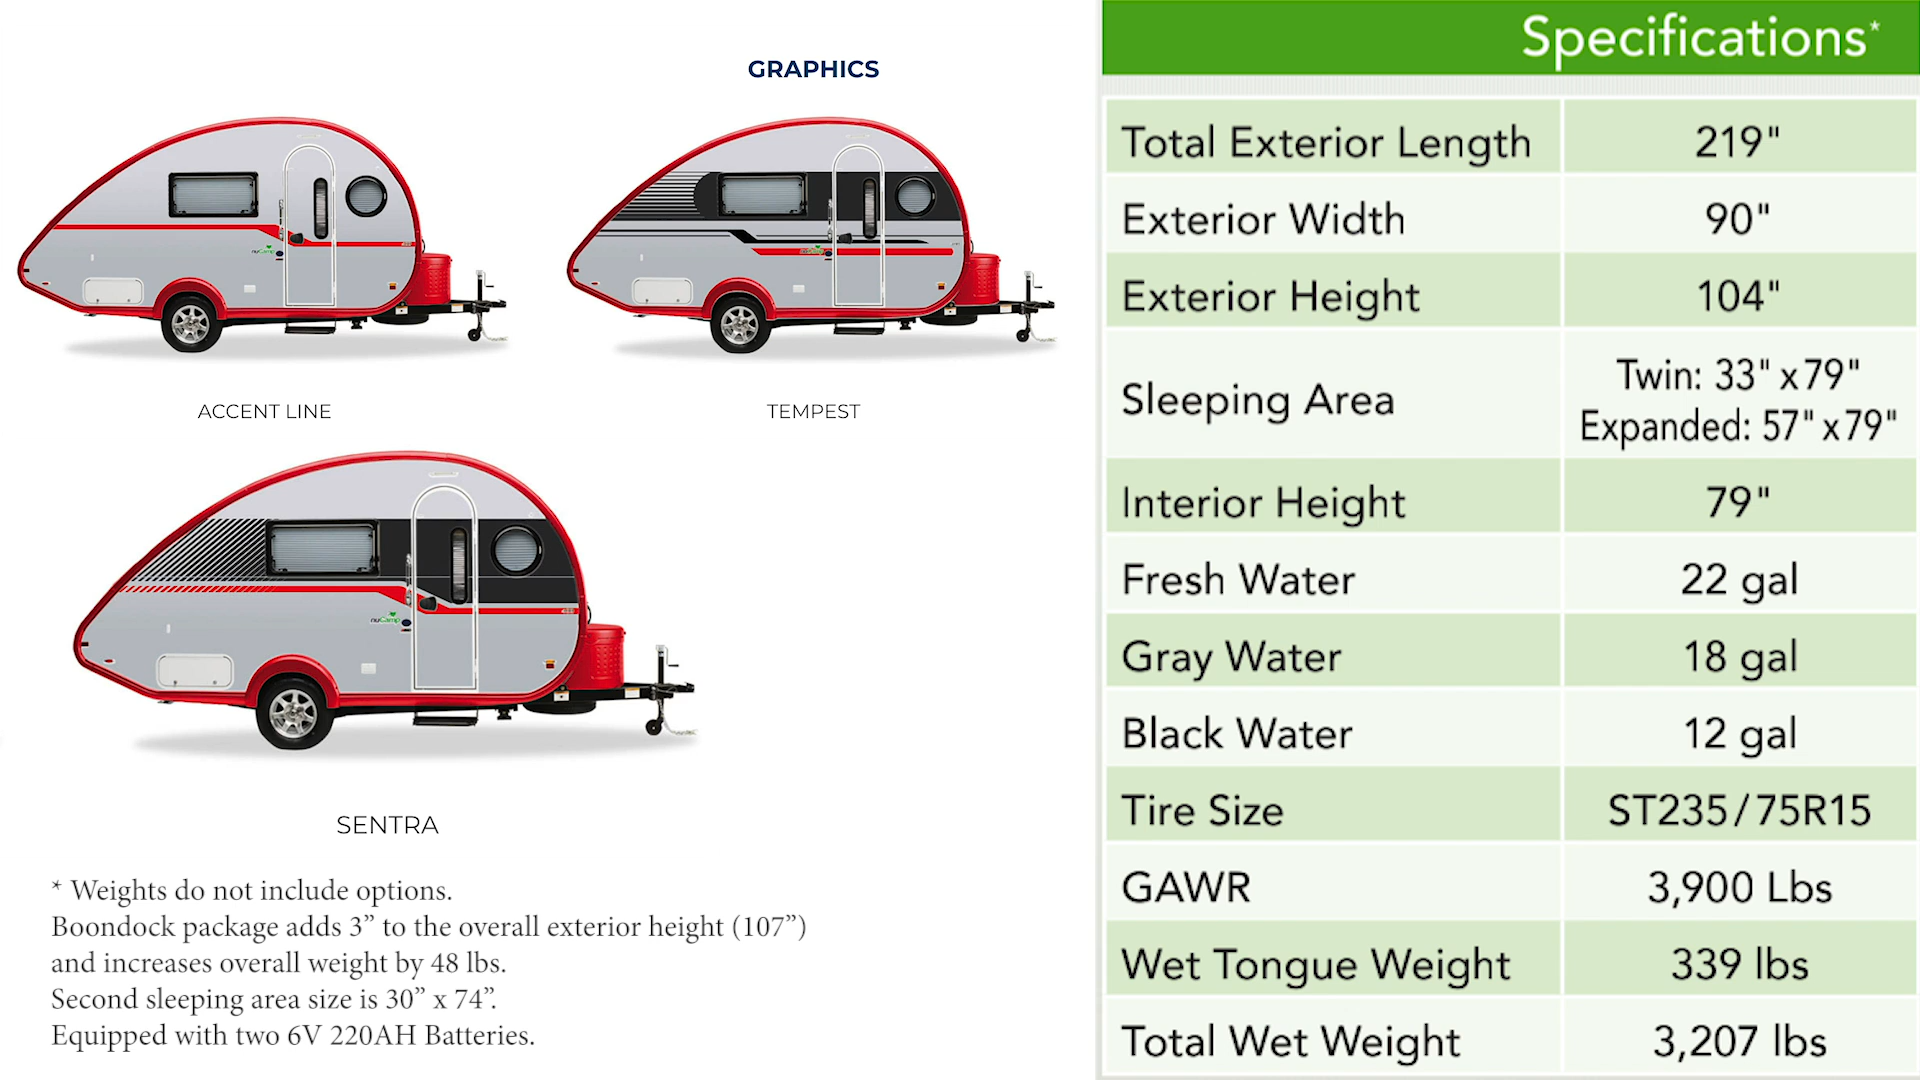 GRAPHICS
nuCamp
nuCamp
ACCENT LINE
TEMPEST
nuCamp
SENTRA
* Weights do not include options.
Boondock package adds 3” to the overall exterior height (107”)
and increases overall weight by 48 lbs.
Second sleeping area size is 30” x 74”.
Equipped with two 6V 220AH Batteries.
Specifications*
Total Exterior Length 219"
Exterior Width 90"
Exterior Height 104"
Sleeping Area Twin: 33" x 79"
Expanded: 57" x 79"
Interior Height 79"
Fresh Water 22 gal
Gray Water 18 gal
Black Water 12 gal
Tire Size ST235/75R15
GAWR 3,900 Lbs
Wet Tongue Weight 339 lbs
Total Wet Weight 3,207 lbs